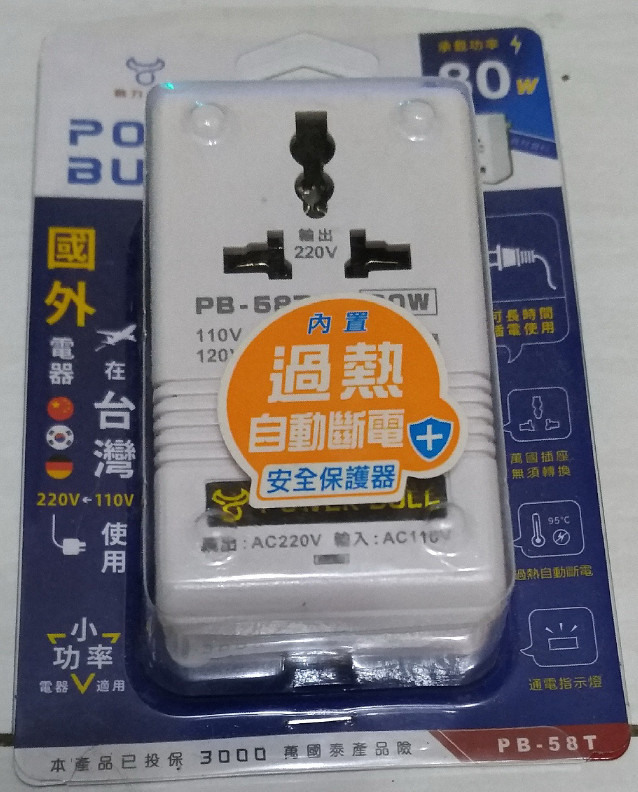 承載功率
80W
PO
BU
輸出
220V
PB-58T
110V
120V
內置
過熱
自動斷電
安全保護器
POWER BULL
輸出:AC220V 輸入:AC110V
國外
電器
在台灣
220V←110V
使用
小
功率
電器 適用
可長時間
插電使用
萬國插座
無須轉換
95℃
過熱自動斷電
通電指示燈
本產品已投保 3000 萬國泰產品險
PB-58T